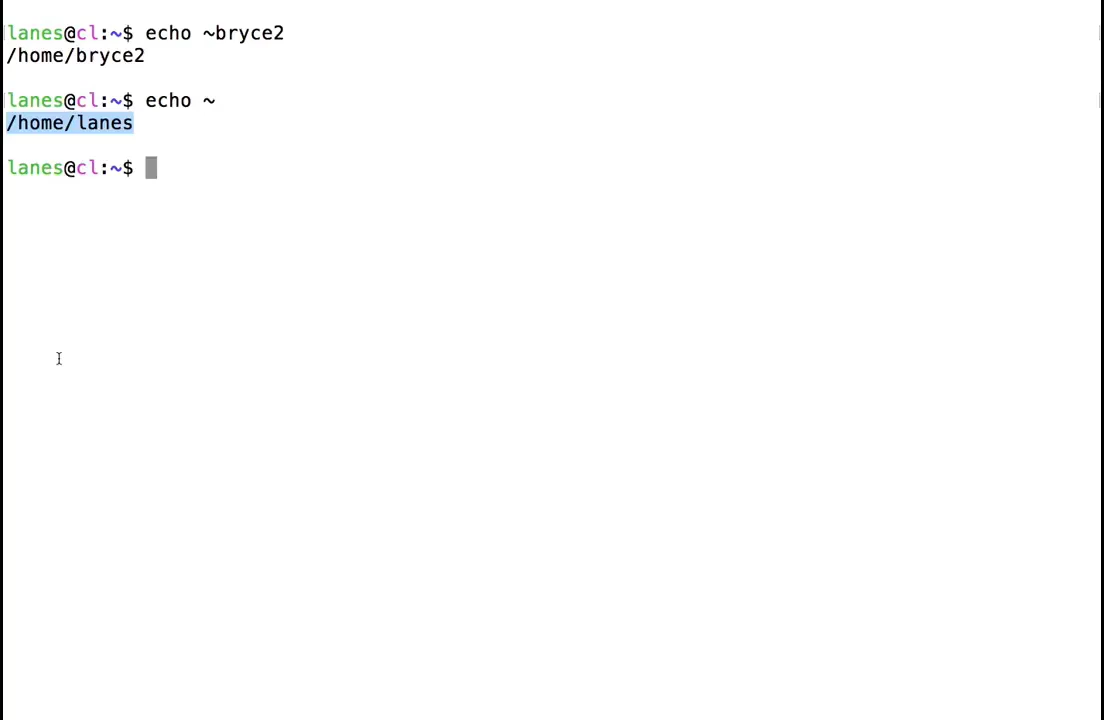 lanes@cl:~$ echo ~bryce2
/home/bryce2
lanes@cl:~$ echo ~
/home/lanes
lanes@cl:~$